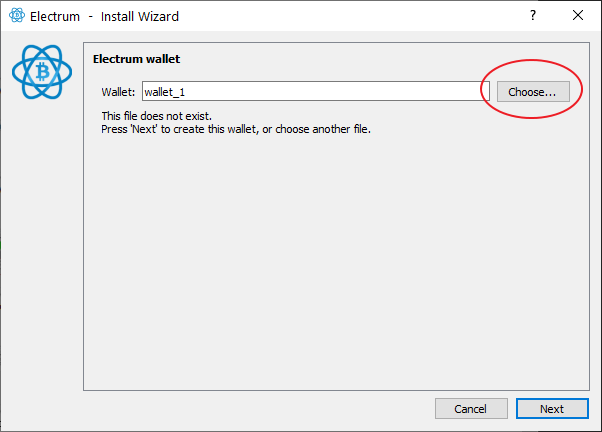 Electrum - Install Wizard
?
Electrum wallet
Wallet: wallet_1 Choose...
This file does not exist.
Press 'Next' to create this wallet, or choose another file.
Cancel Next